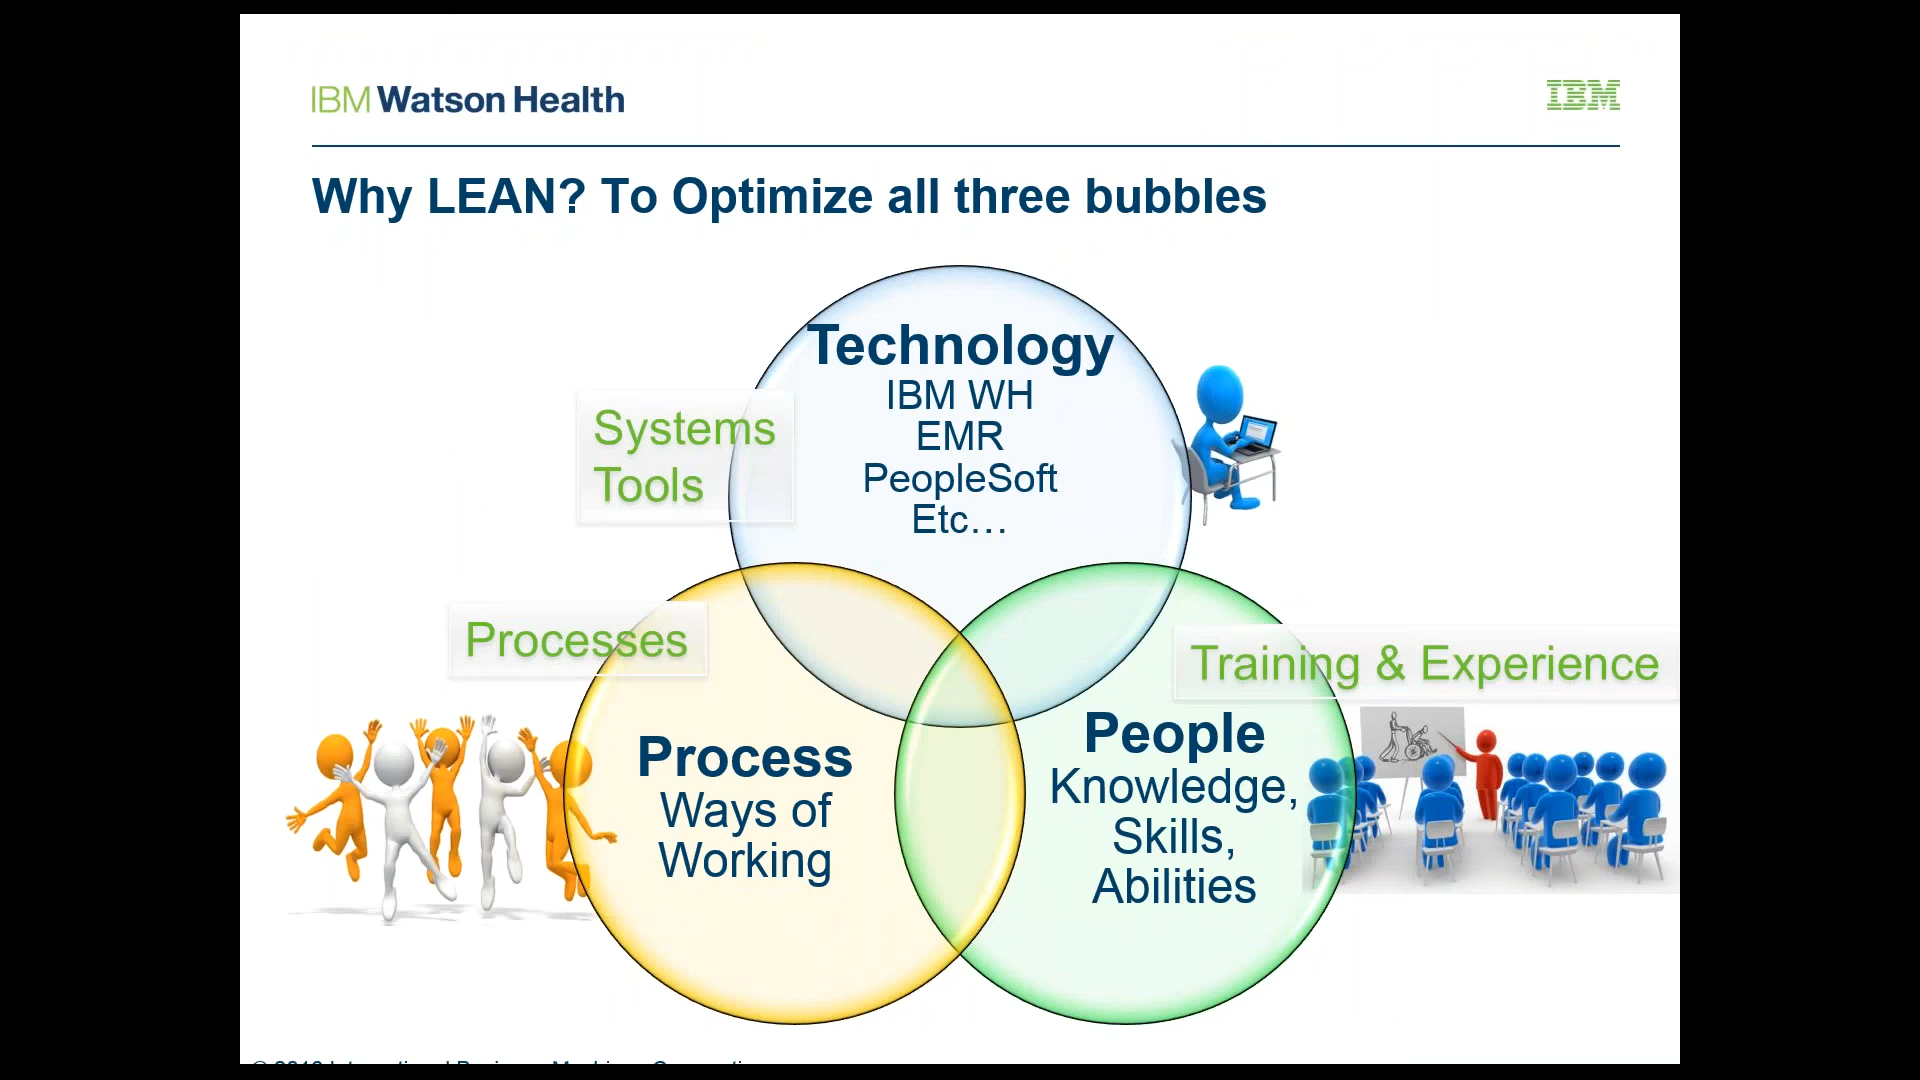 IBM Watson Health
IBM
Why LEAN? To Optimize all three bubbles
Technology
IBM WH
EMR
PeopleSoft
Etc…
Systems
Tools
Processes
Training & Experience
Process
Ways of
Working
People
Knowledge,
Skills,
Abilities